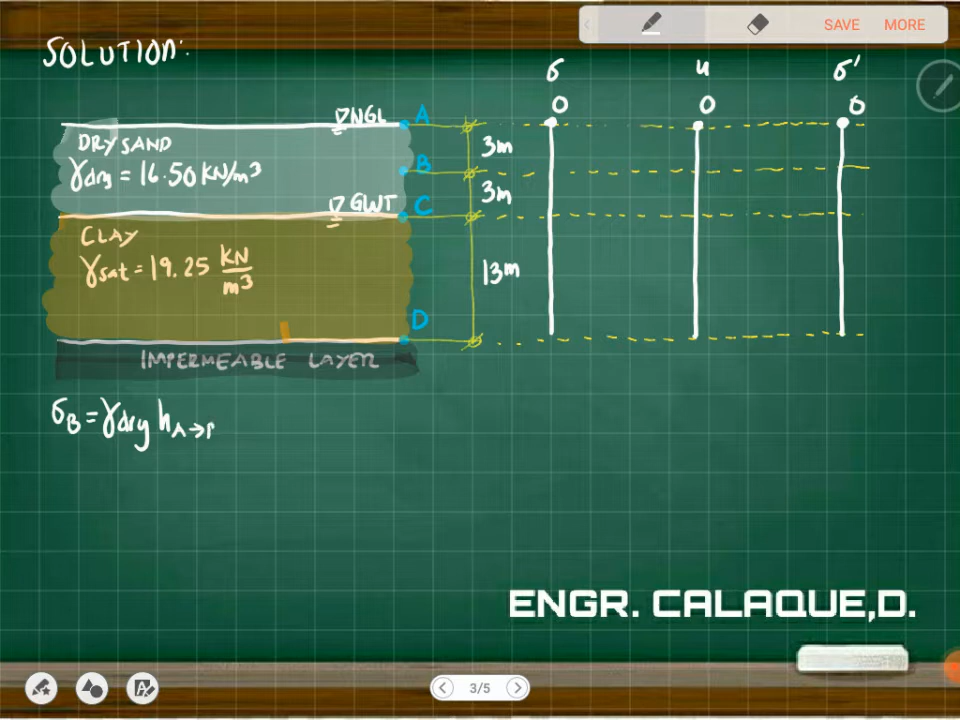 SAVE MORE
SOLUTION:
σ u σ'
0 0 0
NGL A
DRY SAND
γdry = 16.50 KN/m³
3m
B
3m
GWT C
CLAY
γsat = 19.25 KN/m³
13m
D
IMPERMEABLE LAYER
σB = γdry hA→
ENGR. CALAQUE,D.
3/5